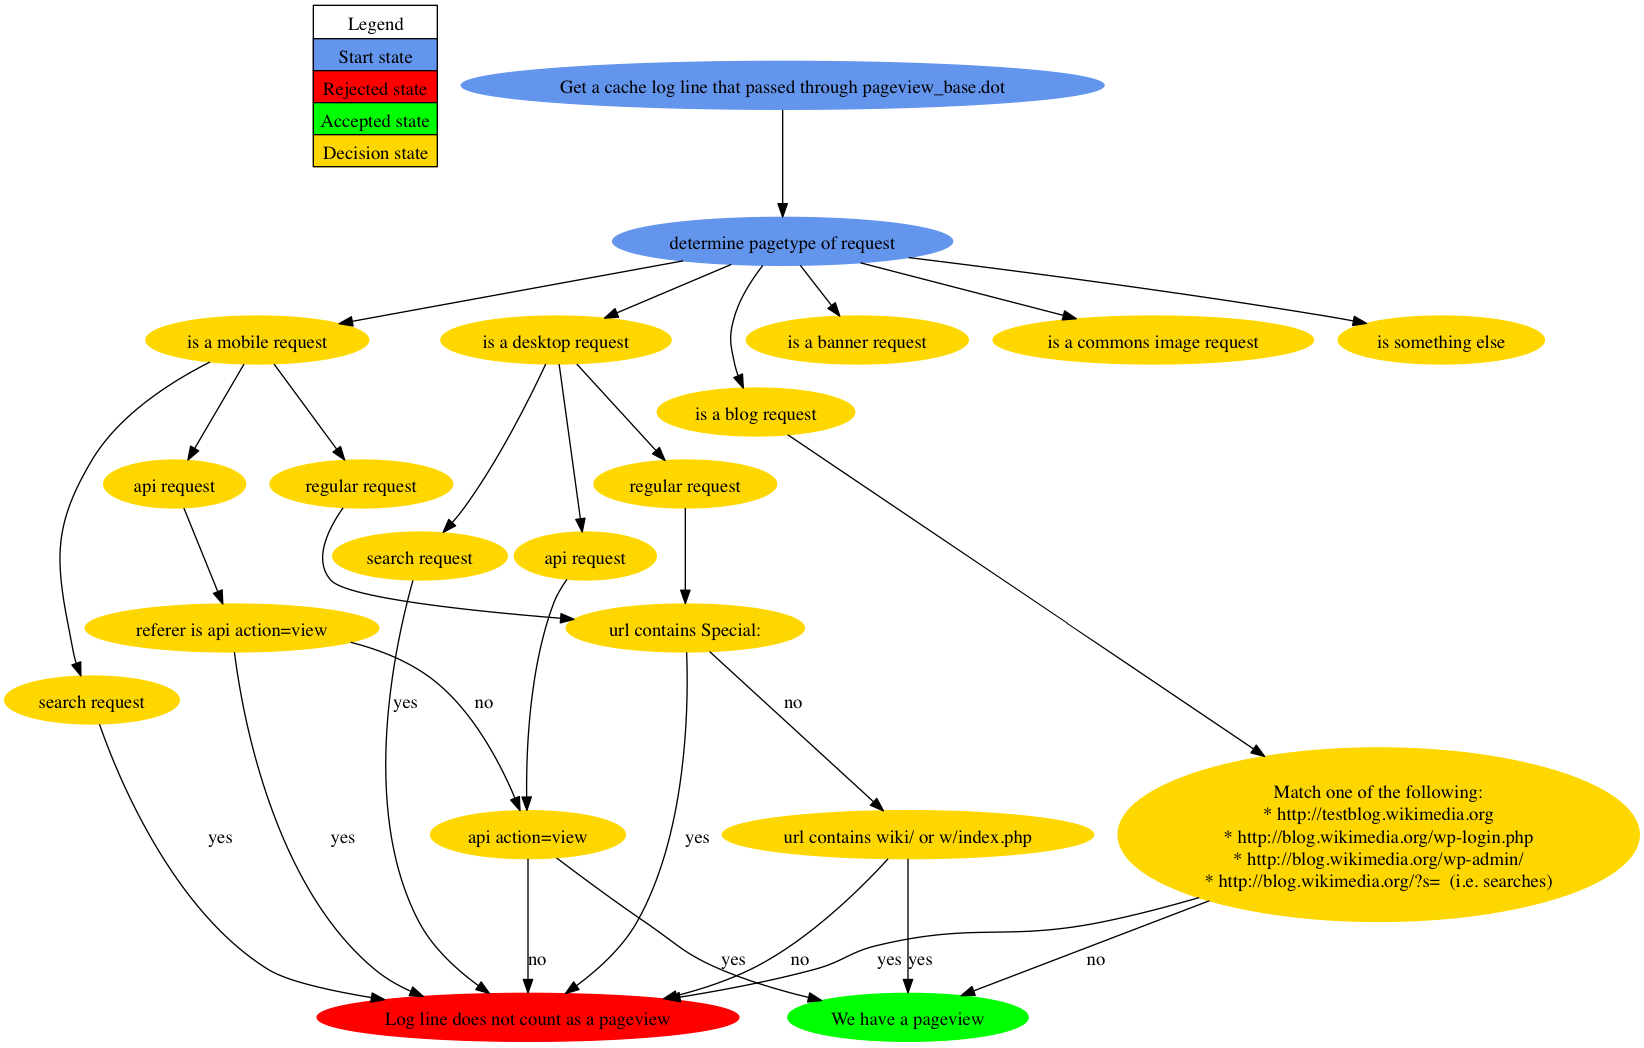 Legend
Start state
Rejected state
Accepted state
Decision state
Get a cache log line that passed through pageview_base.dot
determine pagetype of request
is a mobile request
is a desktop request
is a banner request
is a commons image request
is something else
is a blog request
api request
regular request
regular request
search request
api request
referer is api action=view
url contains Special:
search request
yes
no
no
Match one of the following:
* http://testblog.wikimedia.org
* http://blog.wikimedia.org/wp-login.php
* http://blog.wikimedia.org/wp-admin/
* http://blog.wikimedia.org/?s=  (i.e. searches)
yes
yes
api action=view
yes
url contains wiki/ or w/index.php
no
yes
no
yes
yes
no
Log line does not count as a pageview
We have a pageview